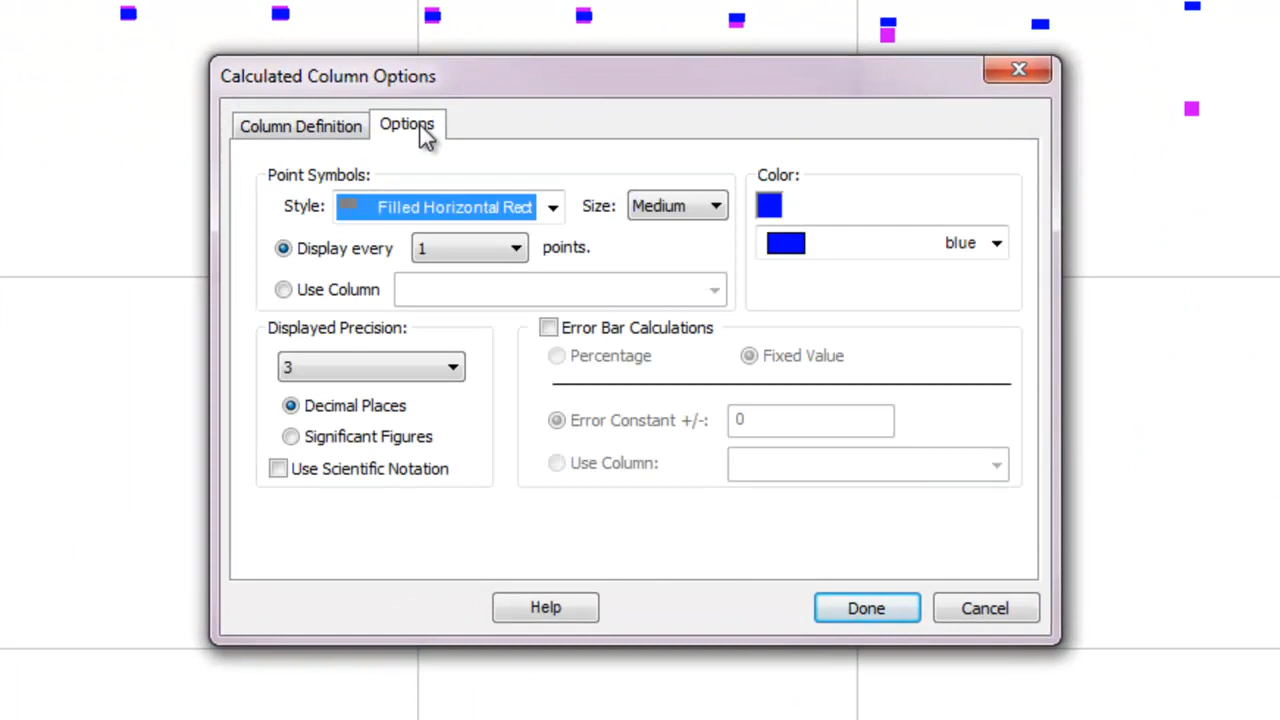 Calculated Column Options
Column Definition
Options
Point Symbols:
Style: Filled Horizontal Rect Size: Medium
Display every 1 points.
Use Column
Color:
blue
Displayed Precision:
3
Decimal Places
Significant Figures
Use Scientific Notation
Error Bar Calculations
Percentage Fixed Value
Error Constant +/-: 0
Use Column:
Help Done Cancel